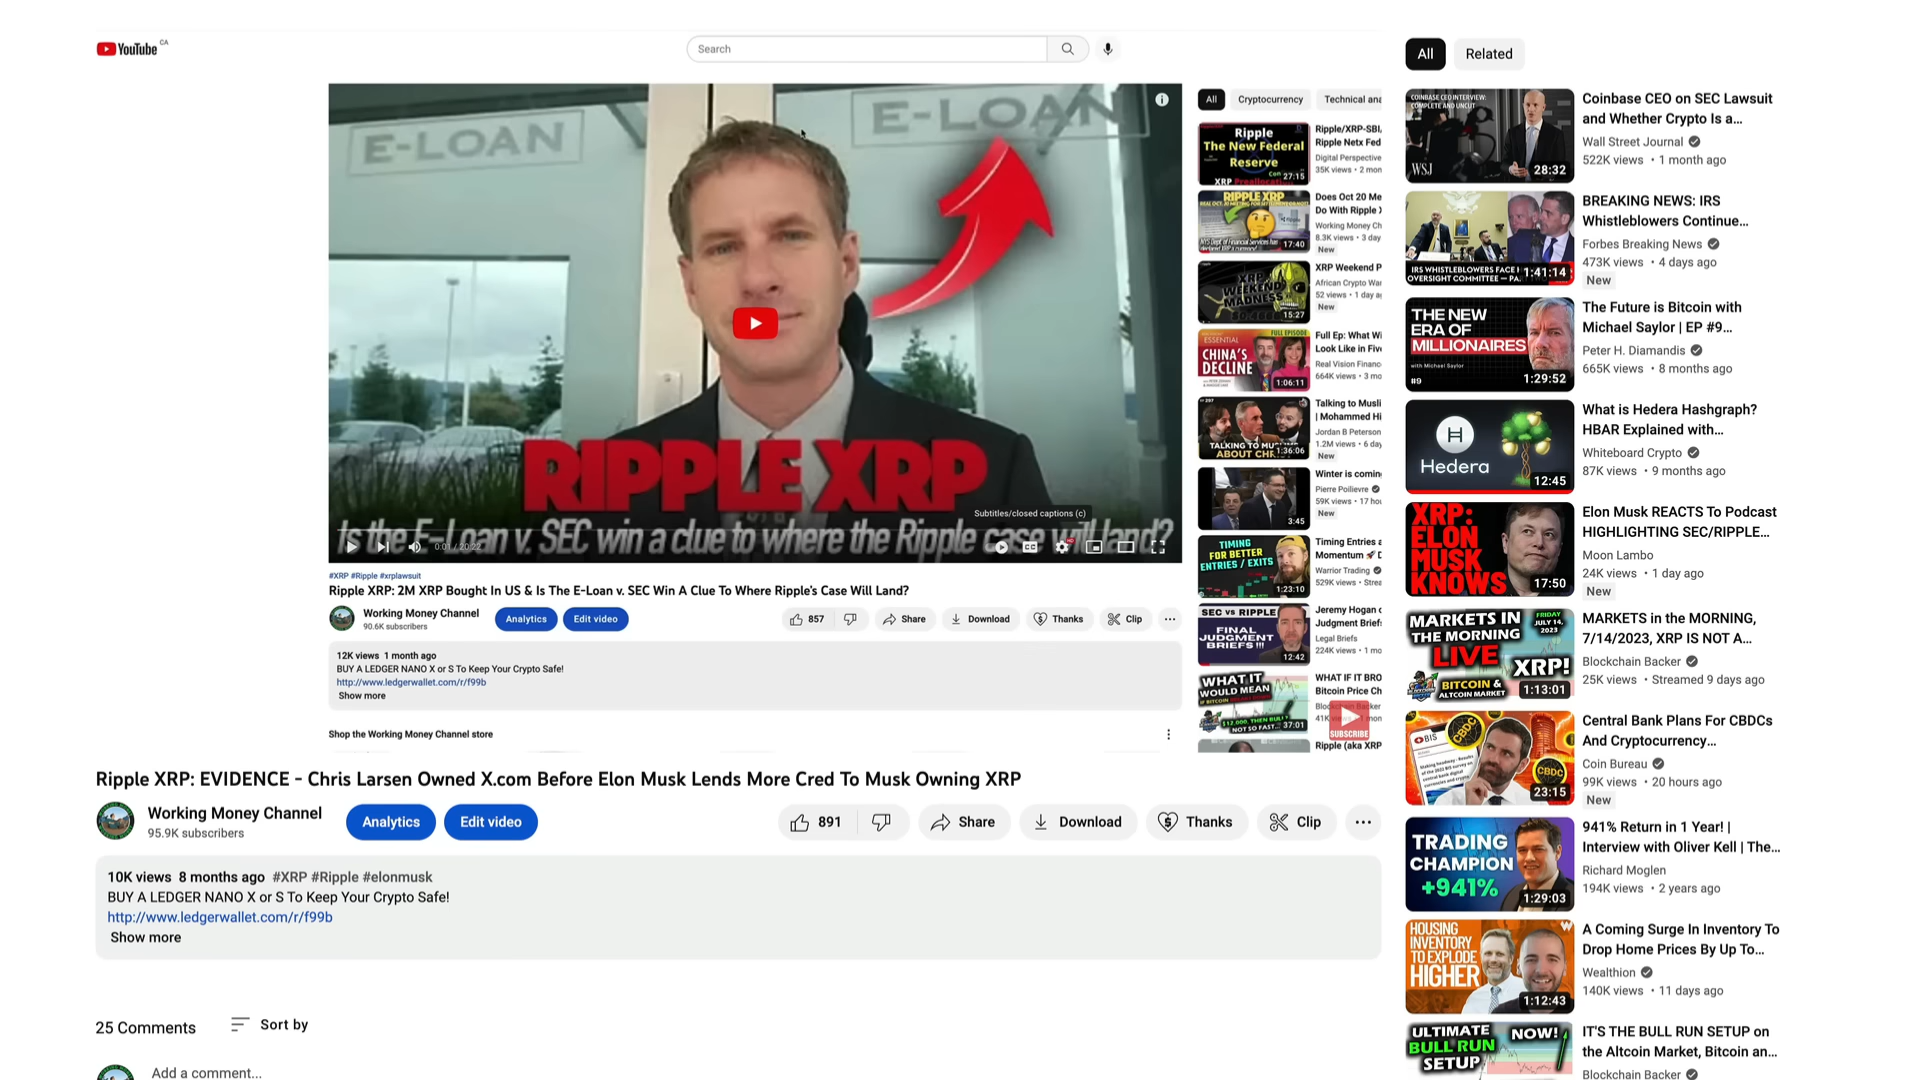 YouTube CA
Search
E-LOAN
E-LOAN
RIPPLE XRP
Subtitles/closed captions (c)
Is the E-Loan v. SEC win a clue to where the Ripple case will land?
0:01 / 20:22
#XRP #Ripple #xrplawsuit
Ripple XRP: 2M XRP Bought In US & Is The E-Loan v. SEC Win A Clue To Where Ripple's Case Will Land?
Working Money Channel
90.6K subscribers
Analytics
Edit video
857
Share
Download
Thanks
Clip
12K views 1 month ago
BUY A LEDGER NANO X or S To Keep Your Crypto Safe!
http://www.ledgerwallet.com/r/f99b
Show more
Shop the Working Money Channel store
All
Cryptocurrency
Technical ana
Ripple
The New Federal
Reserve
27:15
Ripple/XRP-SBI,
Ripple Netx Fed
Digital Perspective
35K views • 2 mon
RIPPLE XRP
17:40
Does Oct 20 Me
Do With Ripple
Working Money Ch
8.3K views • 3 day
New
XRP
WEEKEND
MADNESS
15:27
XRP Weekend P
African Crypto War
52 views • 1 day a
New
FULL EPISODE
ESSENTIAL
CHINA'S
DECLINE
1:06:11
Full Ep: What Wi
Look Like in Five
Real Vision Financ
664K views • 3 mo
TALKING TO MUSLIMS
ABOUT CHR
1:36:06
Talking to Musli
| Mohammed Hi
Jordan B Peterson
1.2M views • 6 day
New
3:45
Winter is comin
Pierre Poilievre
59K views • 17 hou
New
TIMING
FOR BETTER
ENTRIES / EXITS
1:23:10
Timing Entries a
Momentum
Warrior Trading
529K views • Strea
SEC vs RIPPLE
FINAL
JUDGMENT
BRIEFS !!!
12:42
Jeremy Hogan o
Judgment Brief
Legal Briefs
224K views • 1 mo
WHAT IT
WOULD MEAN
$12,000, THEN BULL?
NOT SO FAST...
37:01
WHAT IF IT BRO
Bitcoin Price Ch
SUBSCRIBE
Ripple (aka XRP
Ripple XRP: EVIDENCE - Chris Larsen Owned X.com Before Elon Musk Lends More Cred To Musk Owning XRP
Working Money Channel
95.9K subscribers
Analytics
Edit video
891
Share
Download
Thanks
Clip
10K views 8 months ago #XRP #Ripple #elonmusk
BUY A LEDGER NANO X or S To Keep Your Crypto Safe!
http://www.ledgerwallet.com/r/f99b
Show more
25 Comments
Sort by
Add a comment...
All
Related
COINBASE CEO INTERVIEW:
COMPLETE AND UNCUT
WSJ
28:32
Coinbase CEO on SEC Lawsuit
and Whether Crypto Is a...
Wall Street Journal
522K views • 1 month ago
IRS WHISTLEBLOWERS FACE
OVERSIGHT COMMITTEE — PA
1:41:14
BREAKING NEWS: IRS
Whistleblowers Continue...
Forbes Breaking News
473K views • 4 days ago
New
THE NEW
ERA OF
MILLIONAIRES
with Michael Saylor
#9
1:29:52
The Future is Bitcoin with
Michael Saylor | EP #9...
Peter H. Diamandis
665K views • 8 months ago
Hedera
12:45
What is Hedera Hashgraph?
HBAR Explained with...
Whiteboard Crypto
87K views • 9 months ago
XRP:
ELON
MUSK
KNOWS
17:50
Elon Musk REACTS To Podcast
HIGHLIGHTING SEC/RIPPLE...
Moon Lambo
24K views • 1 day ago
New
MARKETS IN
THE MORNING
LIVE
FRIDAY
JULY 14,
2023
XRP!
BITCOIN &
ALTCOIN MARKET
1:13:01
MARKETS in the MORNING,
7/14/2023, XRP IS NOT A...
Blockchain Backer
25K views • Streamed 9 days ago
BIS
CBDC
CBDC
23:15
Central Bank Plans For CBDCs
And Cryptocurrency...
Coin Bureau
99K views • 20 hours ago
New
TRADING
CHAMPION
+941%
1:29:03
941% Return in 1 Year! |
Interview with Oliver Kell | The...
Richard Moglen
194K views • 2 years ago
HOUSING
INVENTORY
TO EXPLODE
HIGHER
1:12:43
A Coming Surge In Inventory To
Drop Home Prices By Up To...
Wealthion
140K views • 11 days ago
ULTIMATE
BULL RUN
SETUP
NOW!
IT'S THE BULL RUN SETUP on
the Altcoin Market, Bitcoin an...
Blockchain Backer